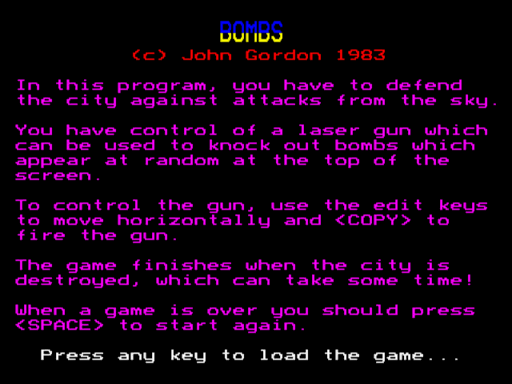 BOMBS
(c) John Gordon 1983
In this program, you have to defend
the city against attacks from the sky.
You have control of a laser gun which
can be used to knock out bombs which
appear at random at the top of the
screen.
To control the gun, use the edit keys
to move horizontally and <COPY> to
fire the gun.
The game finishes when the city is
destroyed, which can take some time!
When a game is over you should press
<SPACE> to start again.
Press any key to load the game...